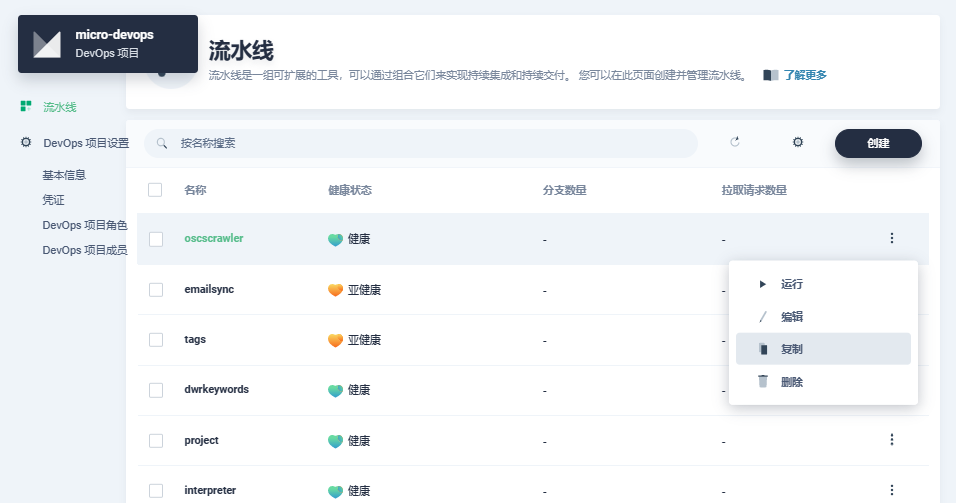 micro-devops
DevOps 项目
流水线
DevOps 项目设置
基本信息
凭证
DevOps 项目角色
DevOps 项目成员
流水线
流水线是一组可扩展的工具，可以通过组合它们来实现持续集成和持续交付。 您可以在此页面创建并管理流水线。 了解更多
按名称搜索 创建
名称 健康状态 分支数量 拉取请求数量
oscscrawler 健康 - -
emailsync 亚健康 - -
tags 亚健康 - -
dwrkeywords 健康 - -
project 健康 - -
interpreter 健康 - -
运行
编辑
复制
删除